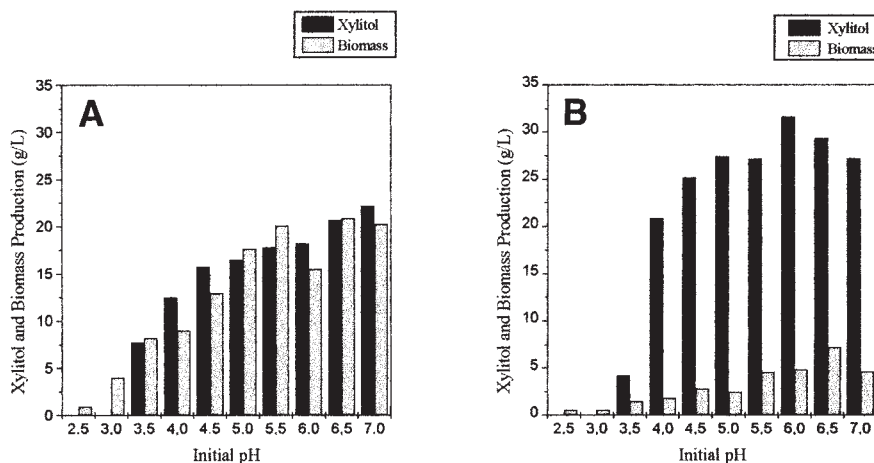 Xylitol
Biomass
A
Xylitol and Biomass Production (g/L)
35
30
25
20
15
10
5
0
2.5 3,0 3,5 4,0 4,5 5.0 5,5 6.0 6,5 7.0
Initial pH
Xylitol
Biomass
B
Xylitol and Biomass Production (g/L)
35
30
25
20
15
10
5
0
2,5 3,0 3,5 4,0 4,5 5,0 5,5 6,0 6,5 7,0
Initial pH